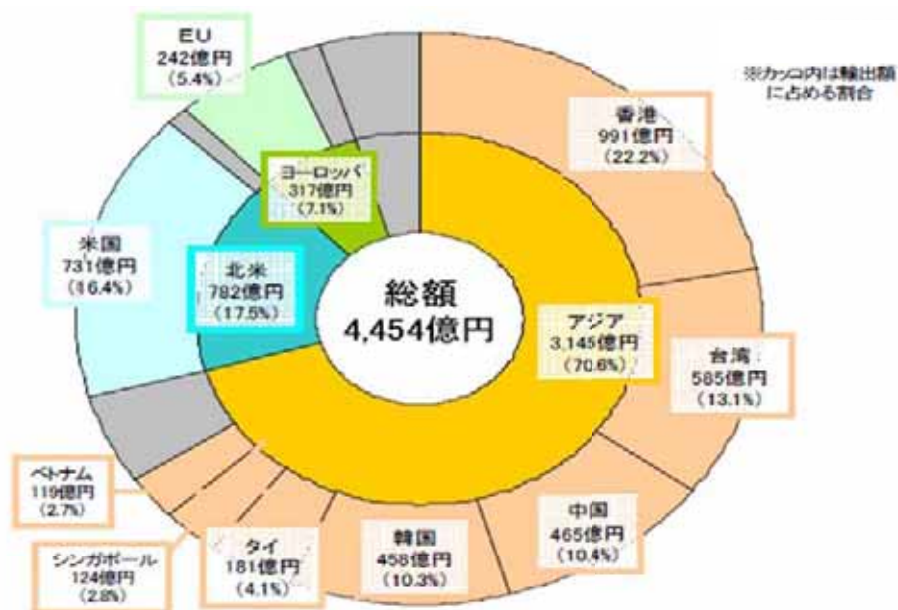 EU
242億円
(5.4%)
※カッコ内は輸出額
に占める割合
香港
991億円
(22.2%)
ヨーロッパ
317億円
(7.1%)
米国
731億円
(16.4%)
北米
782億円
(17.5%)
総額
4,454億円
アジア
3,145億円
(70.6%)
台湾
585億円
(13.1%)
ベトナム
119億円
(2.7%)
シンガポール
124億円
(2.8%)
タイ
181億円
(4.1%)
韓国
458億円
(10.3%)
中国
465億円
(10.4%)